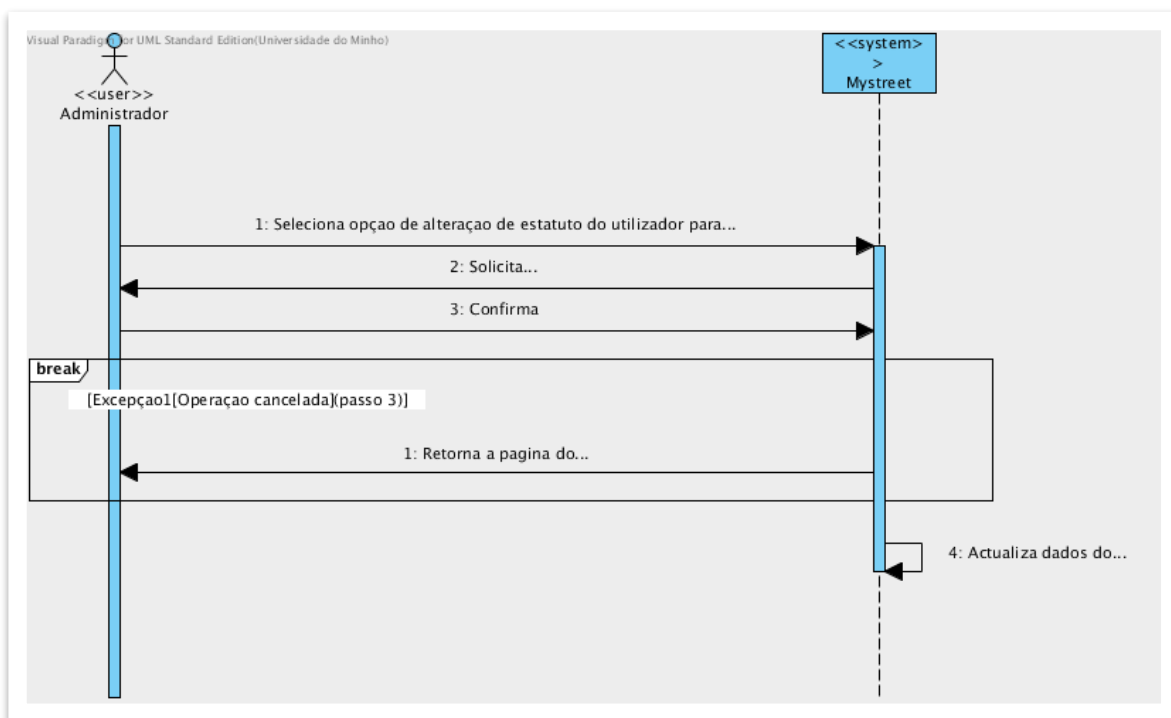 Visual Paradigm for UML Standard Edition(Universidade do Minho)
<<user>>
Administrador
<<system>
>
Mystreet
1: Seleciona opçao de alteraçao de estatuto do utilizador para...
2: Solicita...
3: Confirma
break
[Excepçao1[Operaçao cancelada](passo 3)]
1: Retorna a pagina do...
4: Actualiza dados do...